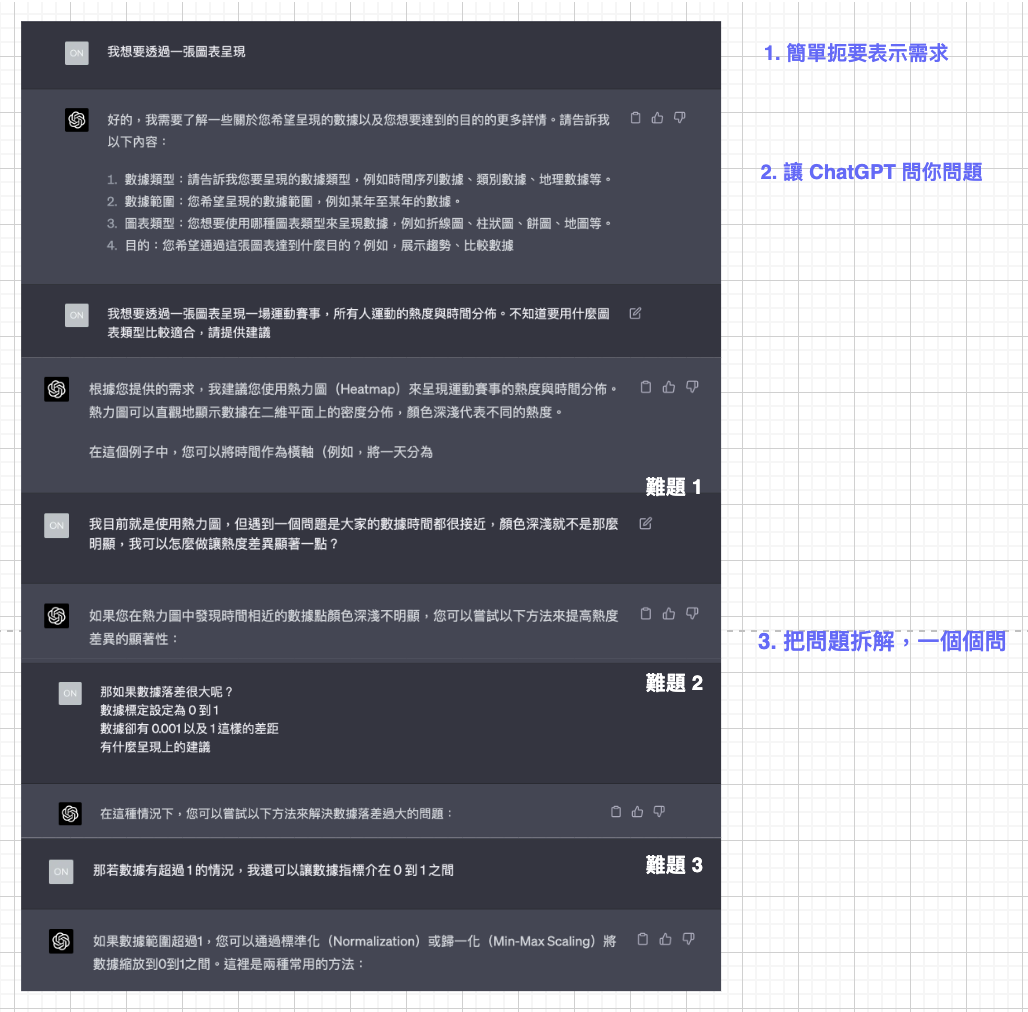 ON
我想要透過一張圖表呈現
1. 簡單扼要表示需求
好的，我需要了解一些關於您希望呈現的數據以及您想要達到的目的的更多詳情。請告訴我
以下內容：
2. 讓 ChatGPT 問你問題
1. 數據類型：請告訴我您要呈現的數據類型，例如時間序列數據、類別數據、地理數據等。
2. 數據範圍：您希望呈現的數據範圍，例如某年至某年的數據。
3. 圖表類型：您想要使用哪種圖表類型來呈現數據，例如折線圖、柱狀圖、餅圖、地圖等。
4. 目的：您希望通過這張圖表達到什麼目的？例如，展示趨勢、比較數據
ON
我想要透過一張圖表呈現一場運動賽事，所有人運動的熱度與時間分佈。不知道要用什麼圖
表類型比較適合，請提供建議
根據您提供的需求，我建議您使用熱力圖（Heatmap）來呈現運動賽事的熱度與時間分佈。
熱力圖可以直觀地顯示數據在二維平面上的密度分佈，顏色深淺代表不同的熱度。
在這個例子中，您可以將時間作為橫軸（例如，將一天分為
難題 1
ON
我目前就是使用熱力圖，但遇到一個問題是大家的數據時間都很接近，顏色深淺就不是那麼
明顯，我可以怎麼做讓熱度差異顯著一點？
如果您在熱力圖中發現時間相近的數據點顏色深淺不明顯，您可以嘗試以下方法來提高熱度
差異的顯著性：
3. 把問題拆解，一個個問
難題 2
ON
那如果數據落差很大呢？
數據標定設定為 0 到 1
數據卻有 0.001 以及 1 這樣的差距
有什麼呈現上的建議
在這種情況下，您可以嘗試以下方法來解決數據落差過大的問題：
難題 3
ON
那若數據有超過 1 的情況，我還可以讓數據指標介在 0 到 1 之間
如果數據範圍超過1，您可以通過標準化（Normalization）或歸一化（Min-Max Scaling）將
數據縮放到0到1之間。這裡是兩種常用的方法：